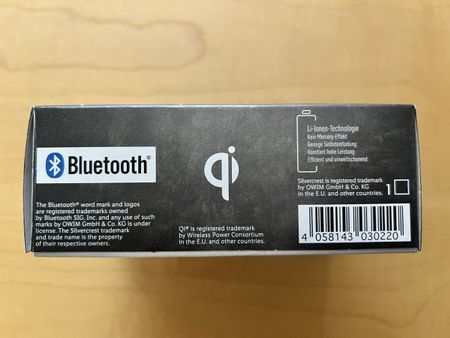 Bluetooth®
The Bluetooth® word mark and logos
are registered trademarks owned
by Bluetooth SIG, Inc. and any use of such
marks by OWIM GmbH & Co. KG is under
license. The Silvercrest trademark
and trade name is the property
of their respective owners.
qi
Qi® is registered trademark
by Wireless Power Consortium
in the E.U. and other countries.
Li-Ionen-Technologie
Kein Memory-Effekt
Geringe Selbstentladung
Konstant hohe Leistung
Effizient und umweltschonend
Silvercrest is registered trademark
by OWIM GmbH & Co. KG
in the E.U. and other countries.
1
4 058143 030220